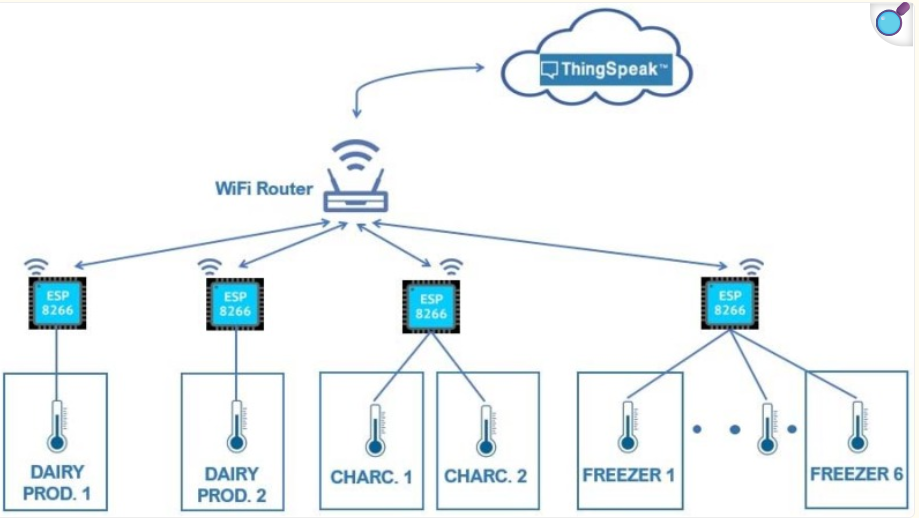 ThingSpeak™
WiFi Router
ESP
8266
ESP
8266
ESP
8266
ESP
8266
DAIRY
PROD. 1
DAIRY
PROD. 2
CHARC. 1
CHARC. 2
FREEZER 1
FREEZER 6